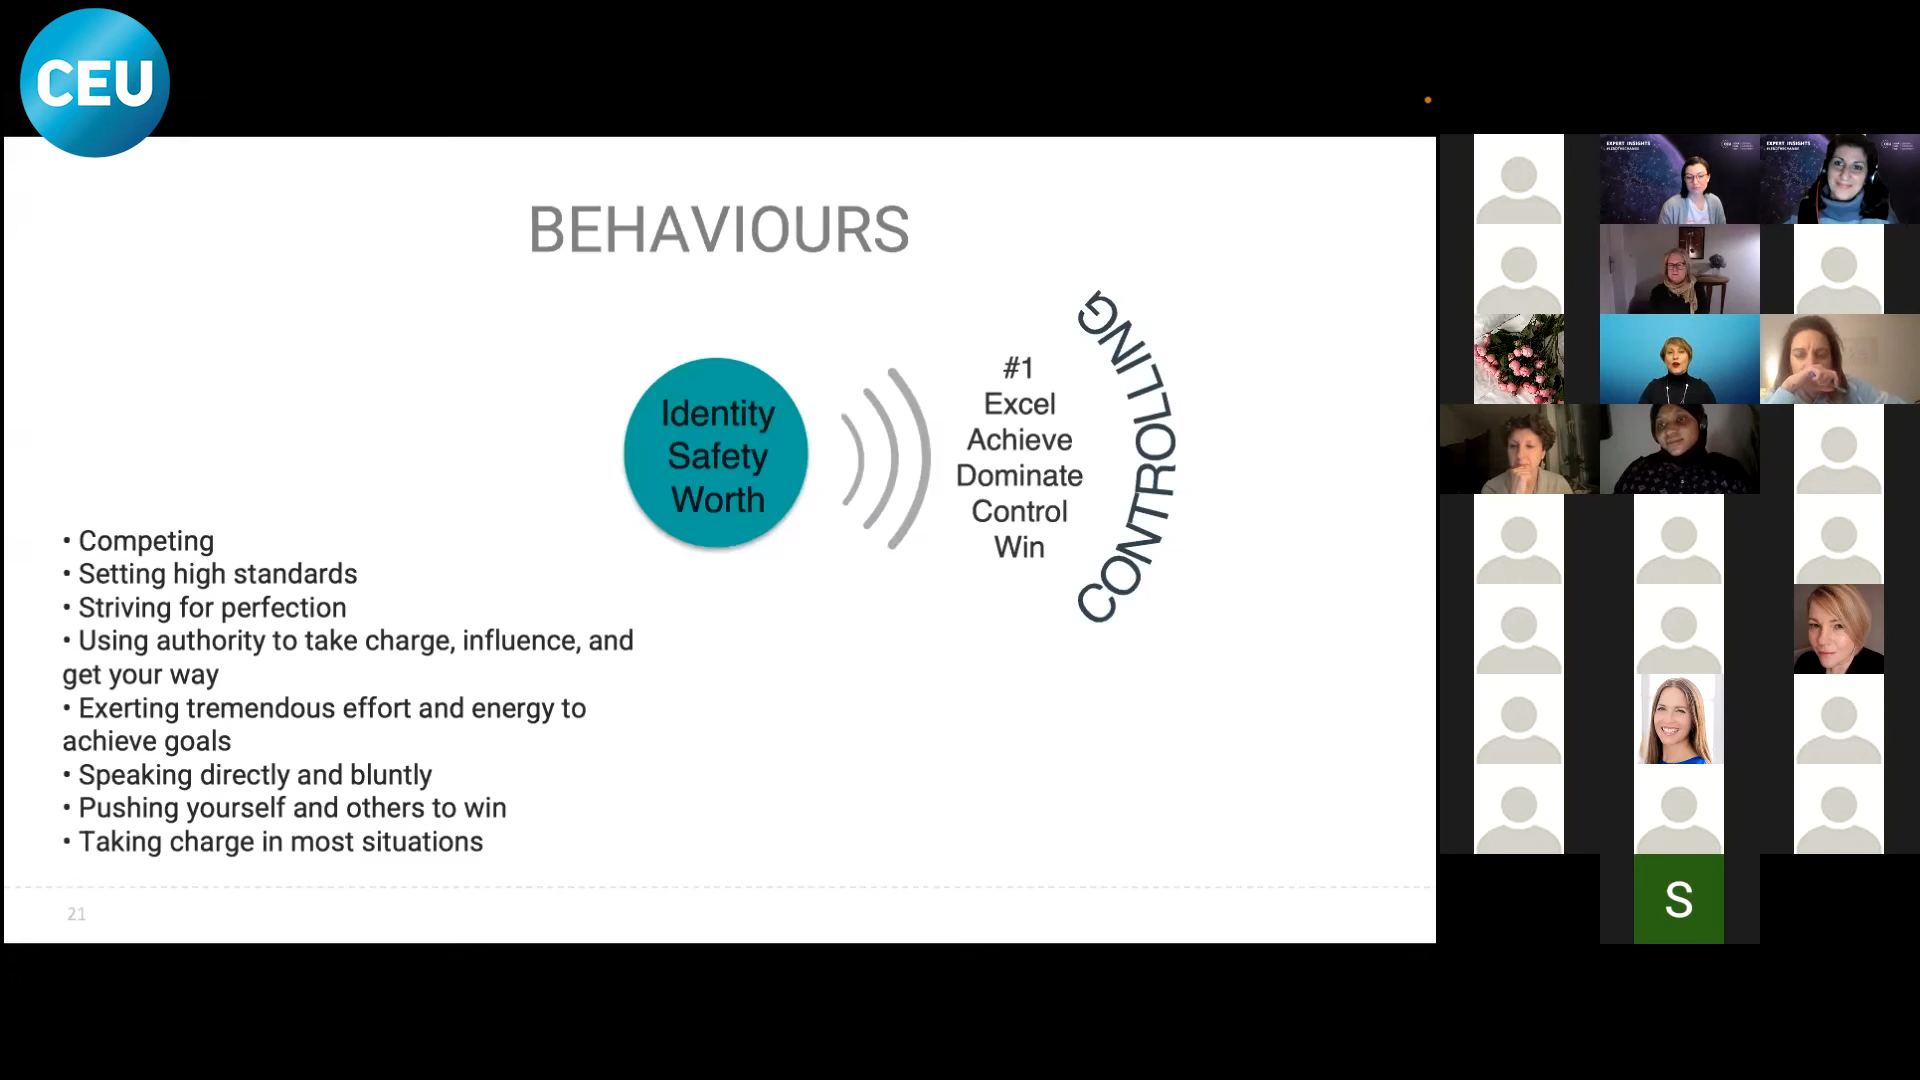 CEU
BEHAVIOURS
Identity
Safety
Worth
#1
Excel
Achieve
Dominate
Control
Win
CONTROLLING
• Competing
• Setting high standards
• Striving for perfection
• Using authority to take charge, influence, and
get your way
• Exerting tremendous effort and energy to
achieve goals
• Speaking directly and bluntly
• Pushing yourself and others to win
• Taking charge in most situations
21
EXPERT INSIGHTS
EXPERT INSIGHTS
S